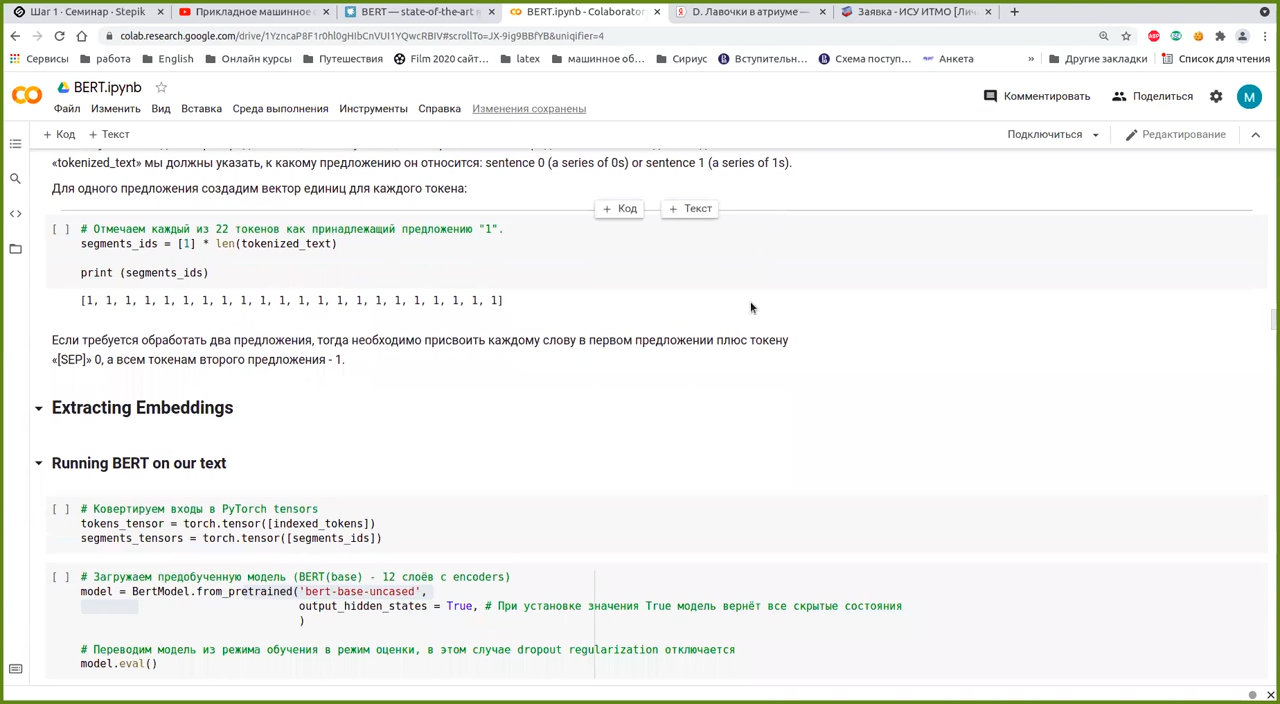 Шаг 1 · Семинар · Stepik
Прикладное машинное
BERT — state-of-the-art я
BERT.ipynb - Colaborator
D. Лавочки в атриуме —
Заявка - ИСУ ИТМО [Лич
colab.research.google.com/drive/1YzncaP8F1r0hl0gHIbCnVUI1YQwcRBIV#scrollTo=JX-9ig9BBfYB&uniqifier=4
Сервисы работа English Онлайн курсы Путешествия Film 2020 сайт... latex машинное об... Сириус Вступительн... Схема поступ... Анкета » Другие закладки Список для чтения
BERT.ipynb
Файл Изменить Вид Вставка Среда выполнения Инструменты Справка Изменения сохранены
Комментировать Поделиться M
+ Код + Текст
Подключиться Редактирование
«tokenized_text» мы должны указать, к какому предложению он относится: sentence 0 (a series of 0s) or sentence 1 (a series of 1s).
Для одного предложения создадим вектор единиц для каждого токена:
+ Код + Текст
[ ] # Отмечаем каждый из 22 токенов как принадлежащий предложению "1".
segments_ids = [1] * len(tokenized_text)
print (segments_ids)
[1, 1, 1, 1, 1, 1, 1, 1, 1, 1, 1, 1, 1, 1, 1, 1, 1, 1, 1, 1, 1, 1]
Если требуется обработать два предложения, тогда необходимо присвоить каждому слову в первом предложении плюс токену
«[SEP]» 0, а всем токенам второго предложения - 1.
Extracting Embeddings
Running BERT on our text
[ ] # Ковертируем входы в PyTorch tensors
tokens_tensor = torch.tensor([indexed_tokens])
segments_tensors = torch.tensor([segments_ids])
[ ] # Загружаем предобученную модель (BERT(base) - 12 слоёв с encoders)
model = BertModel.from_pretrained('bert-base-uncased',
output_hidden_states = True, # При установке значения True модель вернёт все скрытые состояния
)
# Переводим модель из режима обучения в режим оценки, в этом случае dropout regularization отключается
model.eval()